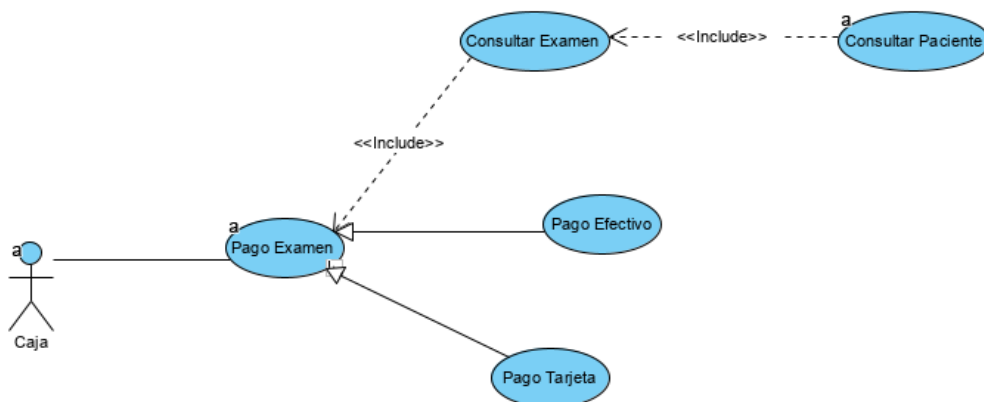 a
Consultar Examen
<<Include>>
Consultar Paciente
<<Include>>
a
Pago Efectivo
Pago Examen
a
Caja
Pago Tarjeta